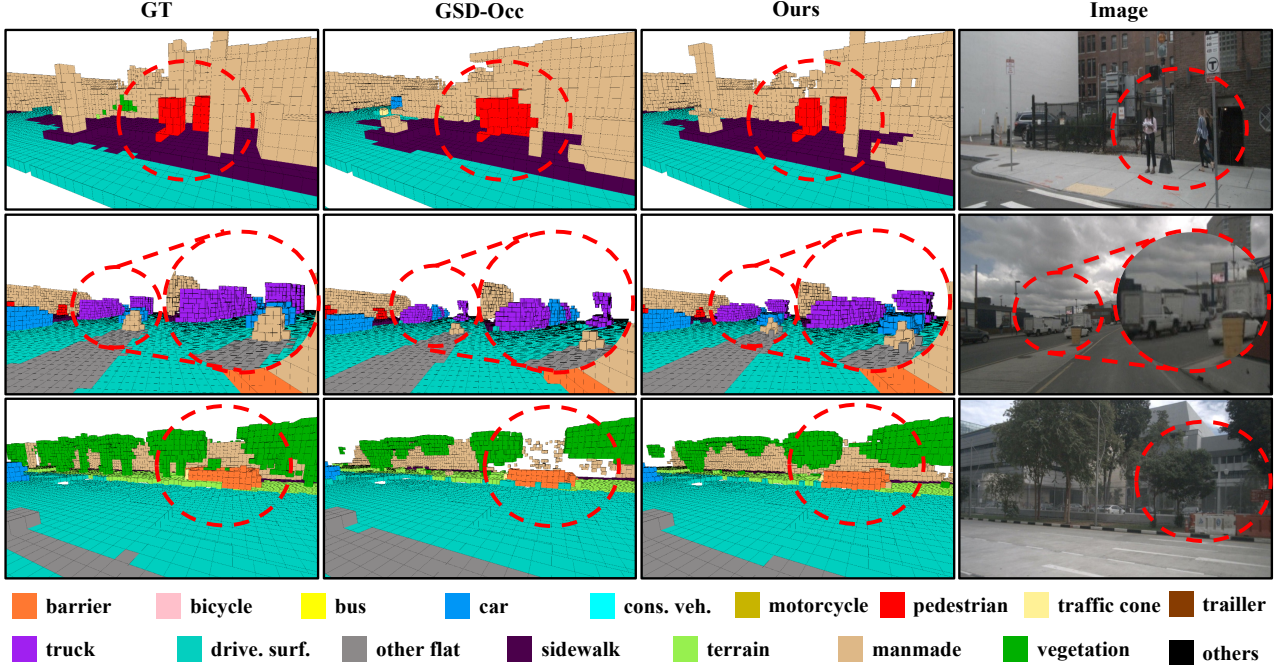 GT GSD-Occ Ours Image
barrier bicycle bus car cons. veh. motorcycle pedestrian traffic cone trailler
truck drive. surf. other flat sidewalk terrain manmade vegetation others